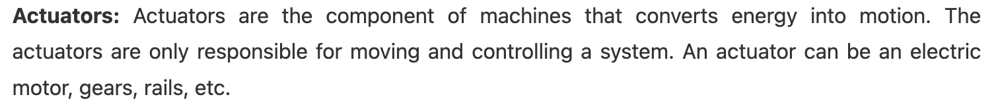 Actuators: Actuators are the component of machines that converts energy into motion. The
actuators are only responsible for moving and controlling a system. An actuator can be an electric
motor, gears, rails, etc.